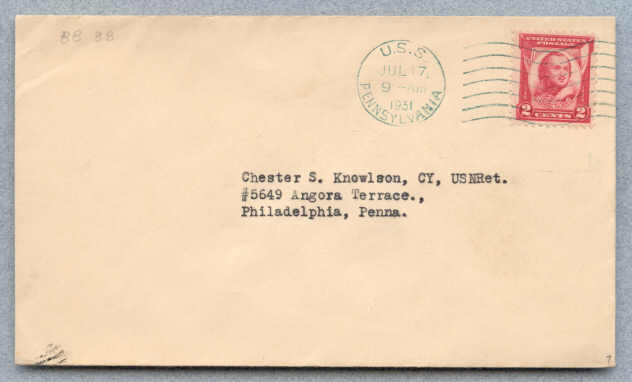 BB 38
U.S.S.
JUL 17,
9 -AM
1931
PENNSYLVANIA
UNITED STATES
POSTAGE
2 CENTS 2
Chester S. Knowlson, CY, USNRet.
#5649 Angora Terrace.,
Philadelphia, Penna.